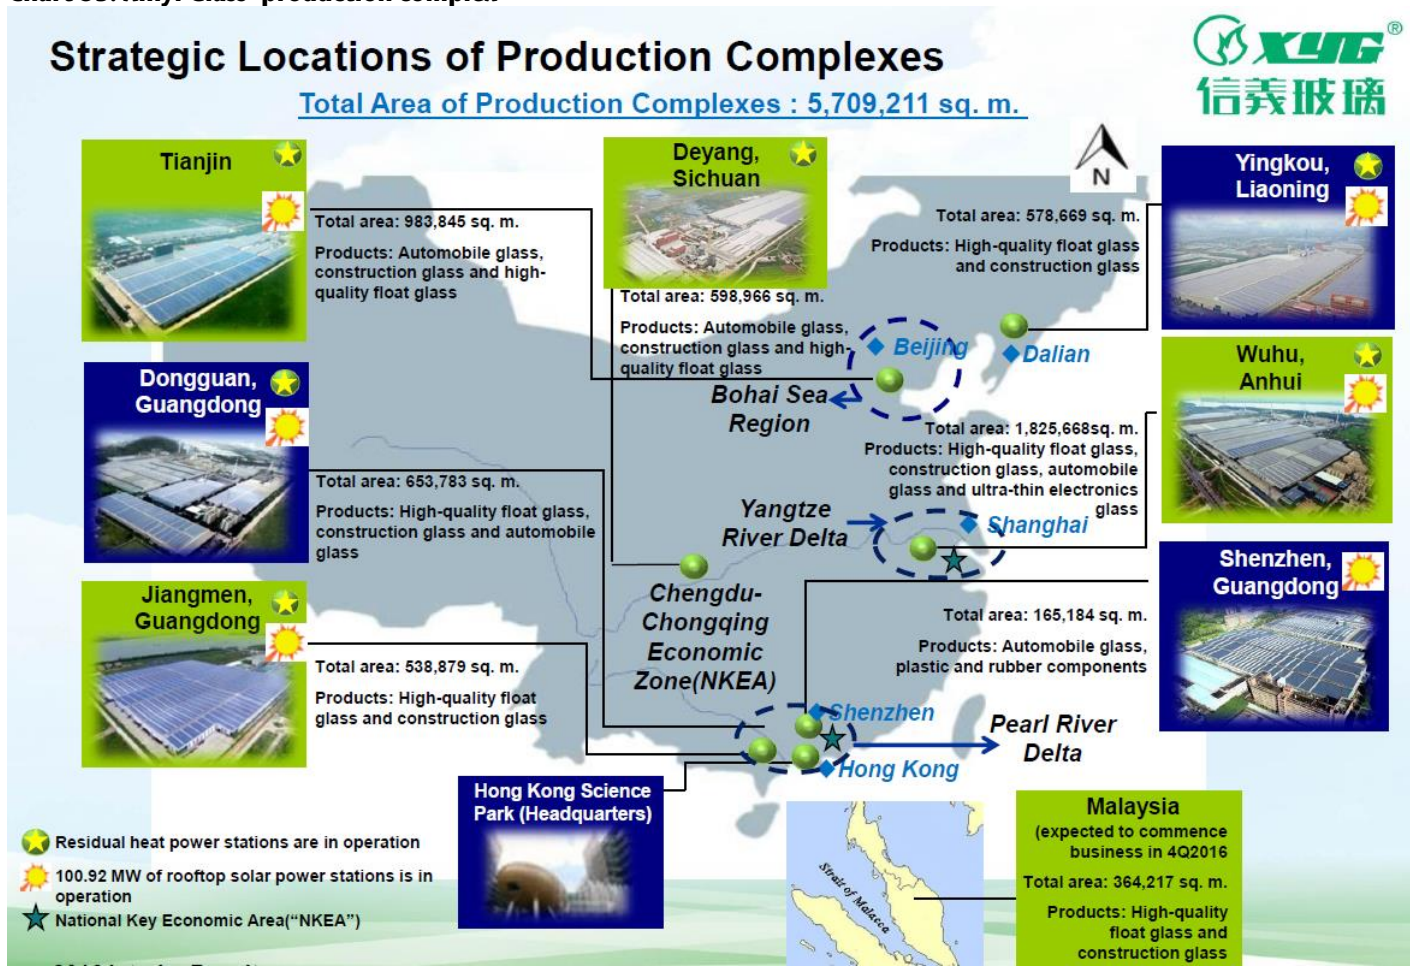 Strategic Locations of Production Complexes
Total Area of Production Complexes : 5,709,211 sq. m.
XYG®
信義玻璃
Tianjin
Total area: 983,845 sq. m.
Products: Automobile glass,
construction glass and high-
quality float glass
Deyang,
Sichuan
Total area: 598,966 sq. m.
Products: Automobile glass,
construction glass and high-
quality float glass
N
Yingkou,
Liaoning
Total area: 578,669 sq. m.
Products: High-quality float glass
and construction glass
Beijing
Dalian
Bohai Sea
Region
Dongguan,
Guangdong
Total area: 653,783 sq. m.
Products: High-quality float glass,
construction glass and automobile
glass
Wuhu,
Anhui
Total area: 1,825,668sq. m.
Products: High-quality float glass,
construction glass, automobile
glass and ultra-thin electronics
glass
Yangtze
River Delta
Shanghai
Chengdu-
Chongqing
Economic
Zone(NKEA)
Shenzhen,
Guangdong
Total area: 165,184 sq. m.
Products: Automobile glass,
plastic and rubber components
Jiangmen,
Guangdong
Total area: 538,879 sq. m.
Products: High-quality float
glass and construction glass
Shenzhen
Hong Kong
Pearl River
Delta
Hong Kong Science
Park (Headquarters)
Strait of Malacca
Malaysia
(expected to commence
business in 4Q2016
Total area: 364,217 sq. m.
Products: High-quality
float glass and
construction glass
Residual heat power stations are in operation
100.92 MW of rooftop solar power stations is in
operation
National Key Economic Area("NKEA")